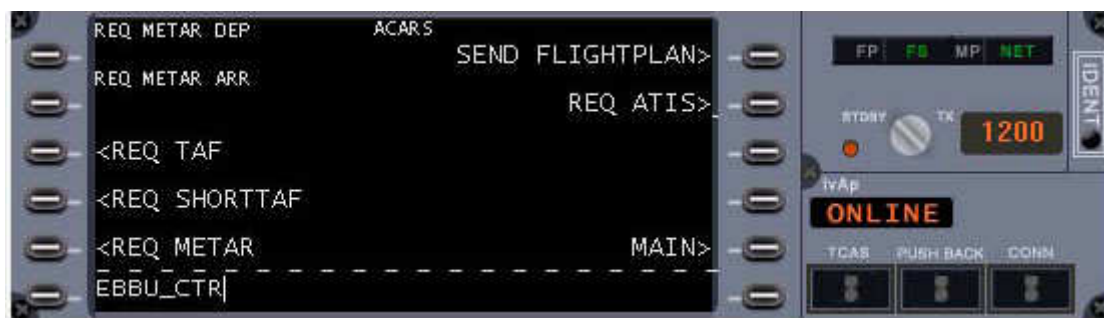 REQ METAR DEP
ACARS
SEND FLIGHTPLAN>
REQ METAR ARR
REQ ATIS>
<REQ TAF
<REQ SHORTTAF
<REQ METAR
MAIN>
EBBU_CTR
FP FS MP NET
IDENT
STDBY
TX
1200
ivAp
ONLINE
TCAS
PUSH BACK
CONN